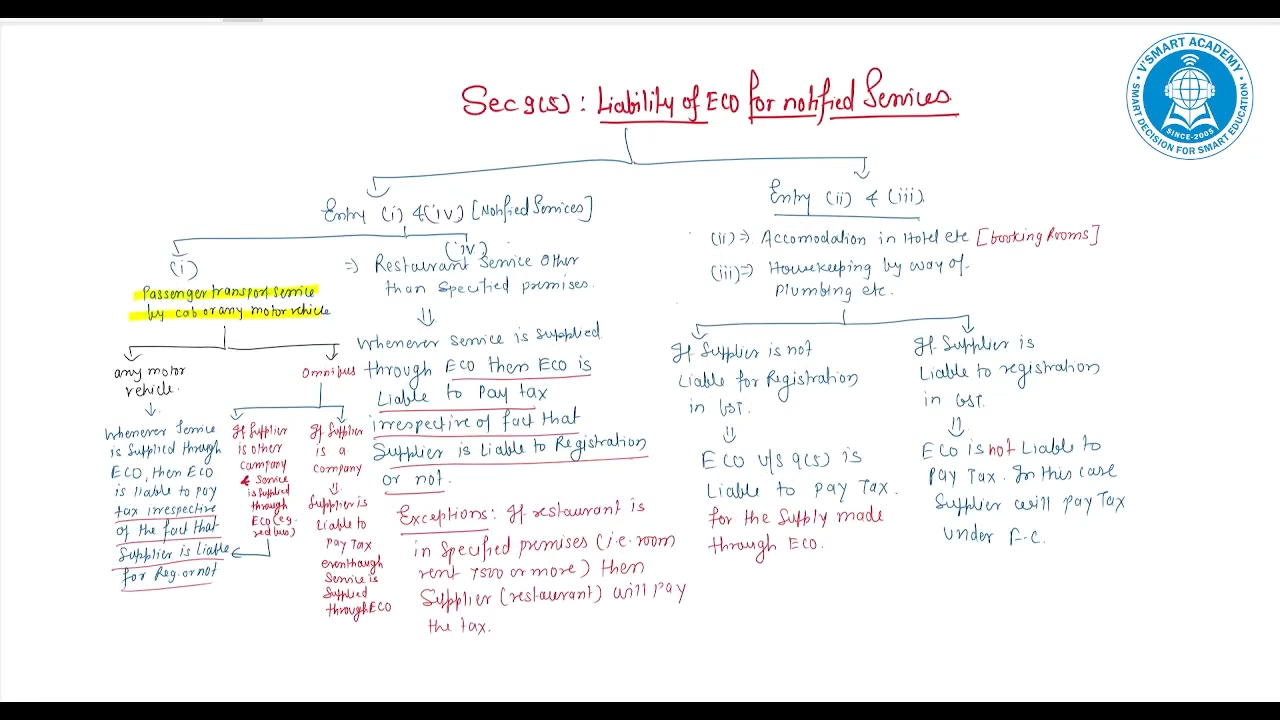 Sec 9(5) : Liability of ECO for notified Services.
V'SMART ACADEMY
SMART DECISION FOR SMART EDUCATION
SINCE-2005
Entry (i) & (iv) [Notified Services]
(i)
Passenger transport service
by cab or any motor vehicle
any motor
vehicle.
Whenever Service
is Supplied through
ECO, then ECO
is liable to pay
tax irrespective
of the fact that
Supplier is liable
for Reg. or not
Omnibus
If Supplier
is other
company
& Service
is supplied
through
ECO (e.g.
red bus)
If Supplier
is a
Company
Supplier is
Liable to
pay Tax
eventhough
Service is
Supplied
through ECO
(iv)
⇒ Restaurant Service Other
than Specified premises.
Whenever Service is Supplied
through ECO then ECO is
Liable to Pay tax
irrespective of fact that
Supplier is Liable to Registration
or not.
Exceptions: If restaurant is
in Specified premises (i.e. room
rent 7500 or more) then
Supplier (restaurant) will pay
the tax.
Entry (ii) & (iii)
(ii) ⇒ Accomodation in Hotel etc [booking Rooms]
(iii) ⇒ Housekeeping by way of
Plumbing etc.
If Supplier is not
Liable for Registration
in GST.
ECO u/s 9(5) is
Liable to pay Tax.
for the Supply made
through ECO.
If Supplier is
Liable to registration
in GST.
ECO is not Liable to
pay Tax. In this case
Supplier will pay Tax
under F.C.